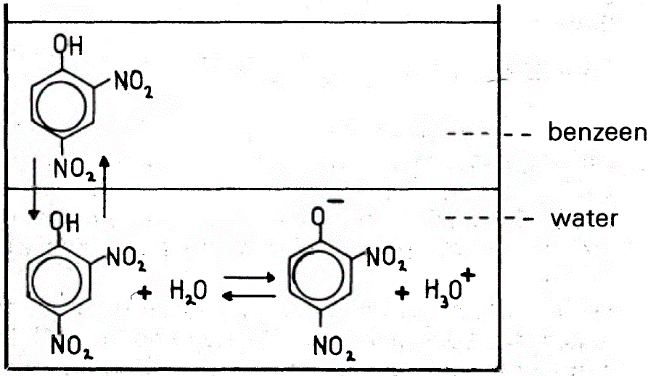 OH
NO₂
NO₂
benzeen
water
OH
NO₂
+ H₂O
NO₂
O⁻
NO₂
+ H₃O⁺
NO₂